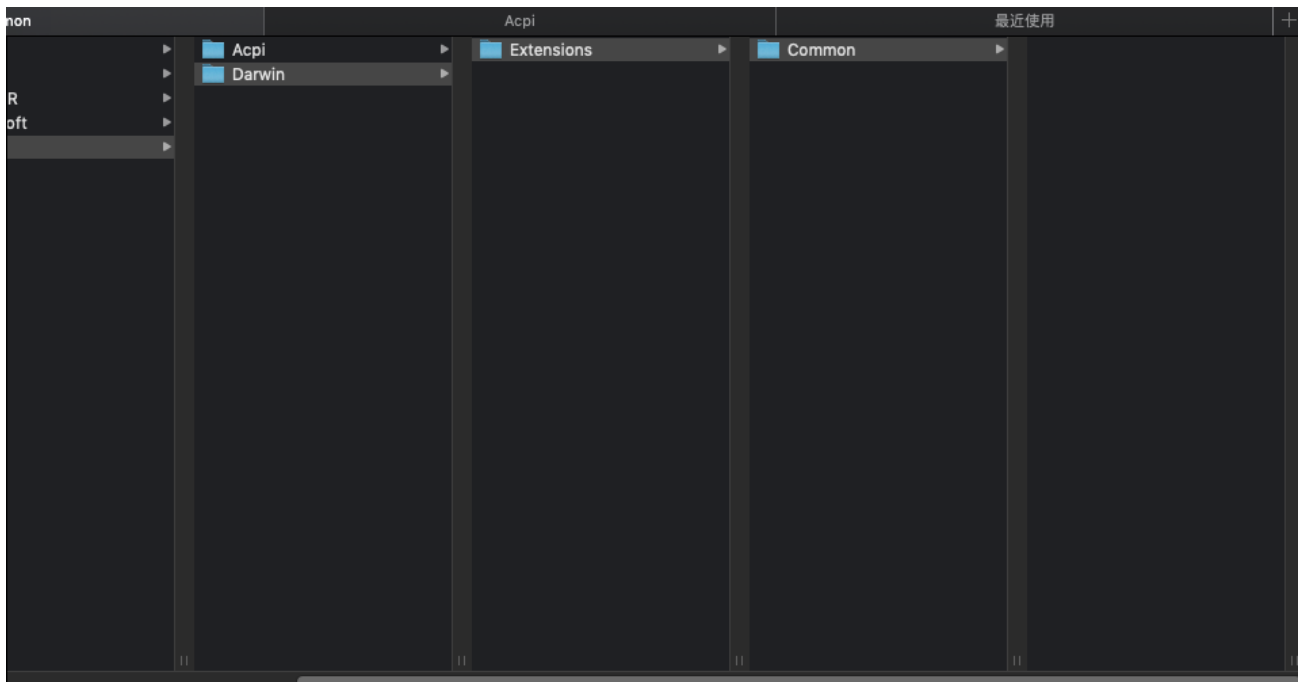 non Acpi 最近使用 +
Acpi Extensions Common
Darwin
R
oft